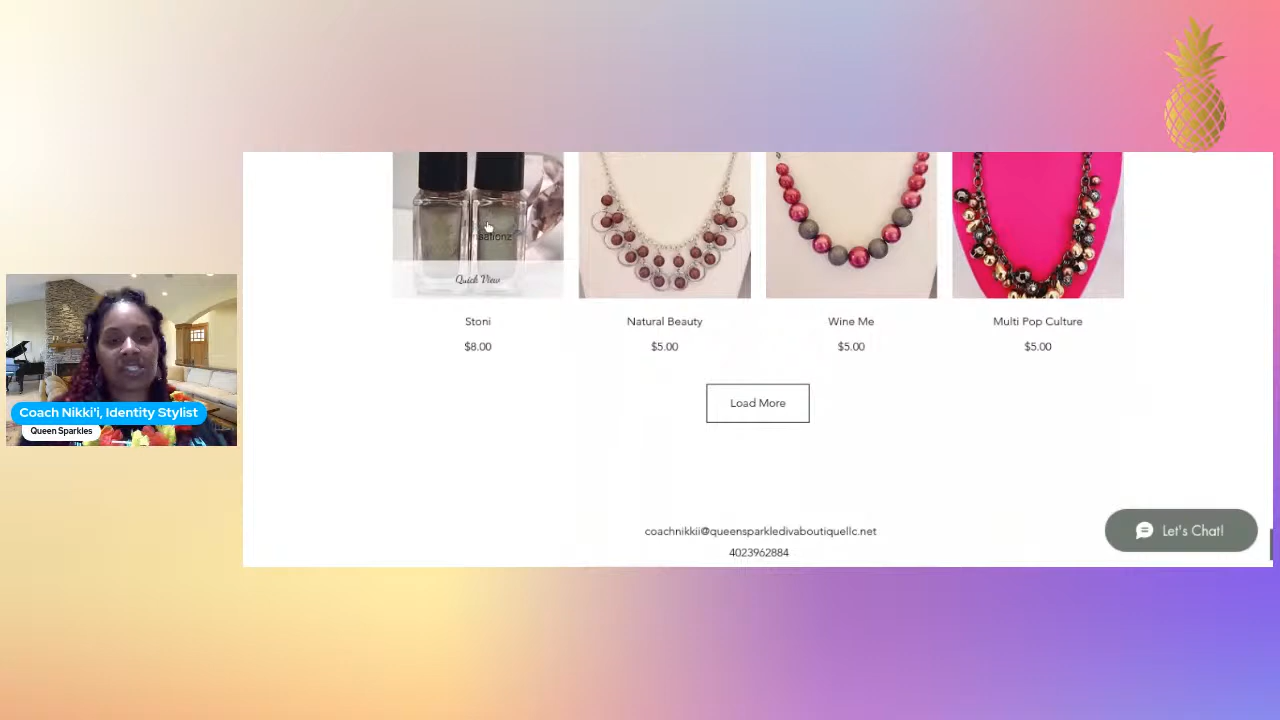 Quick View
Stoni
$8.00
Natural Beauty
$5.00
Wine Me
$5.00
Multi Pop Culture
$5.00
Load More
coachnikkii@queensparkledivaboutiquellc.net
4023962884
Let's Chat!
Coach Nikki'i, Identity Stylist
Queen Sparkles